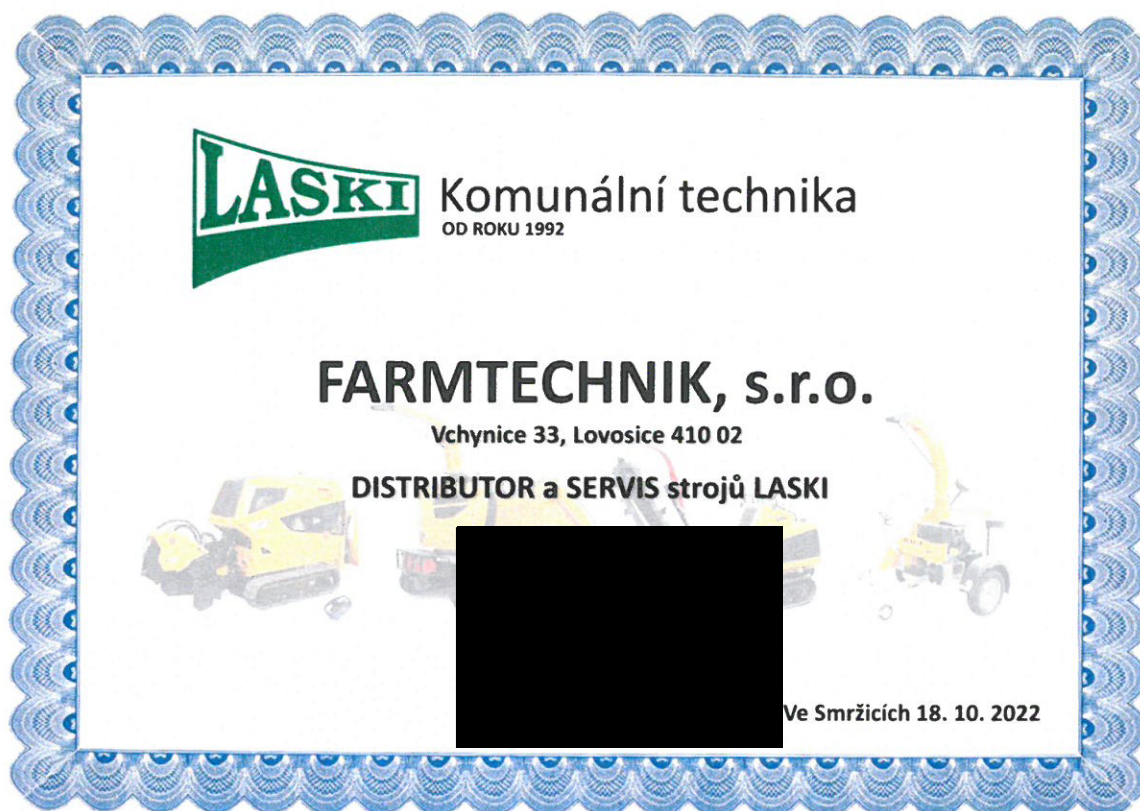 LASKI
Komunální technika
OD ROKU 1992
FARMTECHNIK, s.r.o.
Vchynice 33, Lovosice 410 02
DISTRIBUTOR a SERVIS strojů LASKI
Ve Smržicích 18. 10. 2022